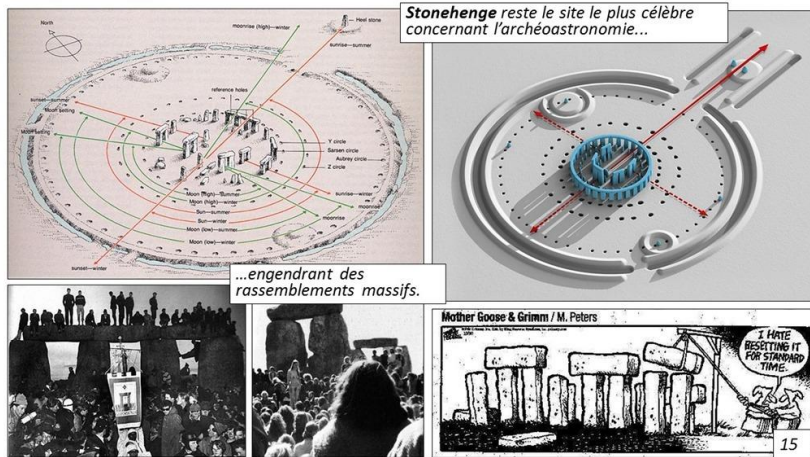 Stonehenge reste le site le plus célèbre
concernant l'archéoastronomie...
North
moonrise (high)—winter
Heel stone
sunrise—summer
reference holes
sunset—summer
Moon setting
Moon setting
Y circle
Sarsen circle
Aubrey circle
Z circle
Moon (high)—summer
Moon (high)—winter
Sun—summer
Sun—winter
Moon (low)—summer
Moon (low)—winter
sunrise—winter
moonrise
moonrise
sunset—winter
...engendrant des
rassemblements massifs.
Mother Goose & Grimm / M. Peters
I HATE
RESETTING IT
FOR STANDARD
TIME.
15